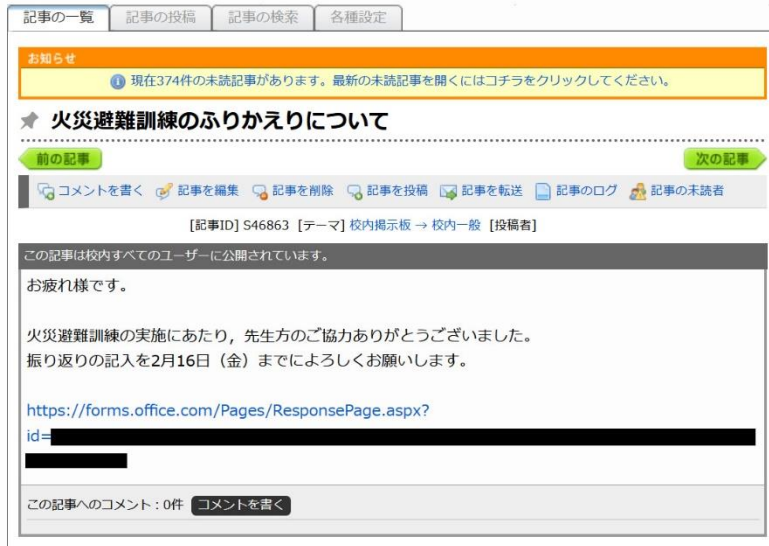 記事の一覧 記事の投稿 記事の検索 各種設定
お知らせ
現在374件の未読記事があります。最新の未読記事を開くにはコチラをクリックしてください。
火災避難訓練のふりかえりについて
前の記事 次の記事
コメントを書く 記事を編集 記事を削除 記事を投稿 記事を転送 記事のログ 記事の未読者
[記事ID] S46863 [テーマ] 校内掲示板 → 校内一般 [投稿者]
この記事は校内すべてのユーザーに公開されています。
お疲れ様です。
火災避難訓練の実施にあたり，先生方のご協力ありがとうございました。
振り返りの記入を2月16日（金）までによろしくお願いします。
https://forms.office.com/Pages/ResponsePage.aspx?
id=
この記事へのコメント：0件 コメントを書く